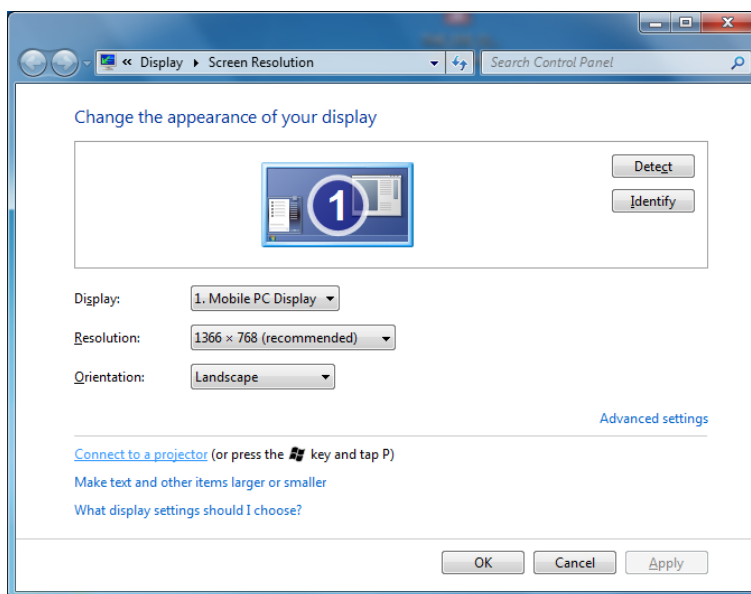 « Display ▸ Screen Resolution
Search Control Panel
Change the appearance of your display
1
Detect
Identify
Display: 1. Mobile PC Display
Resolution: 1366 × 768 (recommended)
Orientation: Landscape
Advanced settings
Connect to a projector (or press the key and tap P)
Make text and other items larger or smaller
What display settings should I choose?
OK Cancel Apply